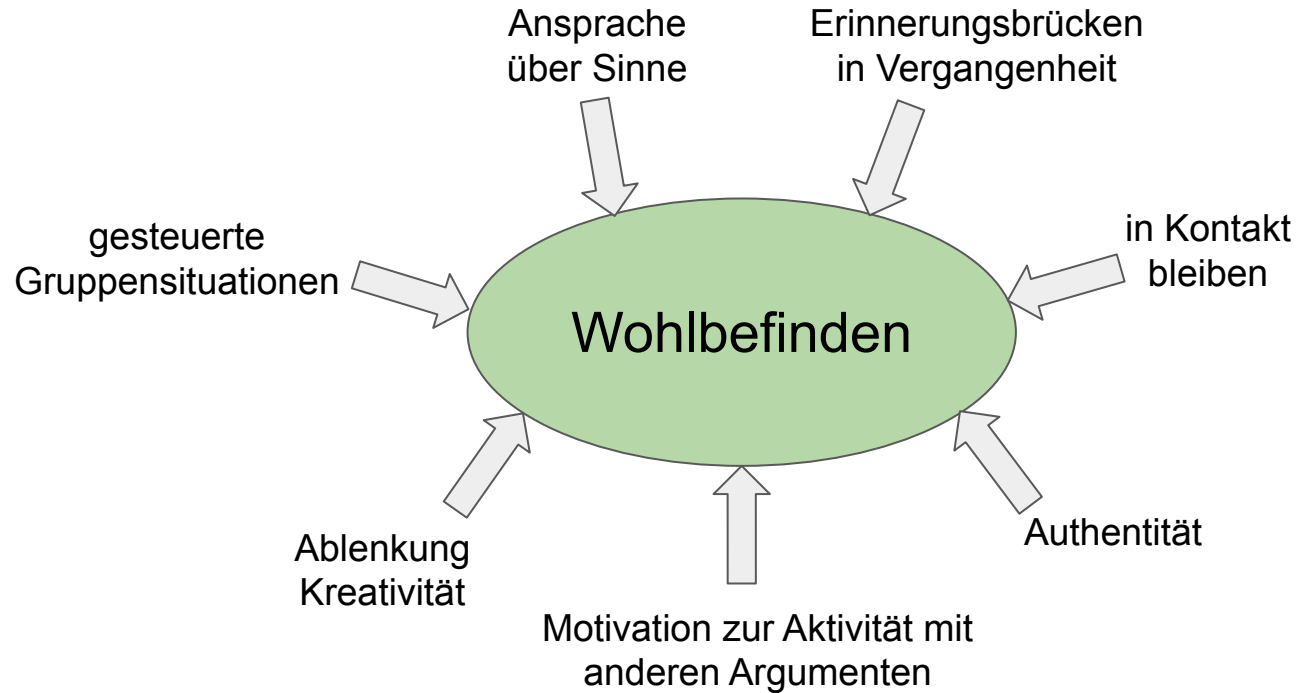 Ansprache
über Sinne
Erinnerungsbrücken
in Vergangenheit
gesteuerte
Gruppensituationen
in Kontakt
bleiben
Wohlbefinden
Ablenkung
Kreativität
Authentität
Motivation zur Aktivität mit
anderen Argumenten